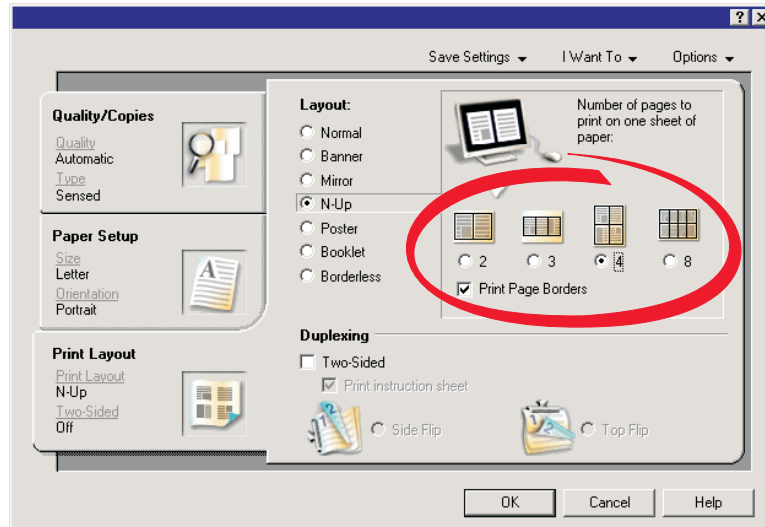 Save Settings I Want To Options
Quality/Copies
Quality
Automatic
Type
Sensed
Paper Setup
Size
Letter
Orientation
Portrait
Print Layout
Print Layout
N-Up
Two-Sided
Off
Layout:
Normal
Banner
Mirror
N-Up
Poster
Booklet
Borderless
Number of pages to
print on one sheet of
paper:
2 3 4 8
Print Page Borders
Duplexing
Two-Sided
Print instruction sheet
Side Flip Top Flip
OK Cancel Help